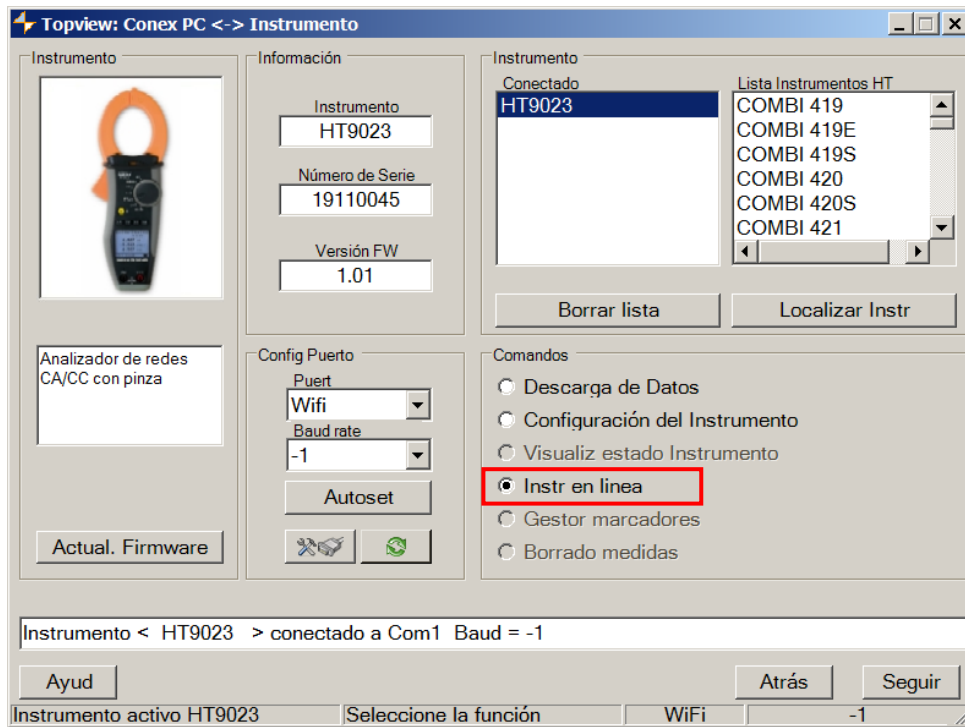 Topview: Conex PC <-> Instrumento
Instrumento
Información
Instrumento
HT9023
Número de Serie
19110045
Versión FW
1.01
Instrumento
Conectado
HT9023
Lista Instrumentos HT
COMBI 419
COMBI 419E
COMBI 419S
COMBI 420
COMBI 420S
COMBI 421
Borrar lista
Localizar Instr
Analizador de redes
CA/CC con pinza
Actual. Firmware
Config Puerto
Puert
Wifi
Baud rate
-1
Autoset
Comandos
Descarga de Datos
Configuración del Instrumento
Visualiz estado Instrumento
Instr en linea
Gestor marcadores
Borrado medidas
Instrumento < HT9023 > conectado a Com1 Baud = -1
Ayud
Atrás
Seguir
Instrumento activo HT9023
Seleccione la función
WiFi
-1